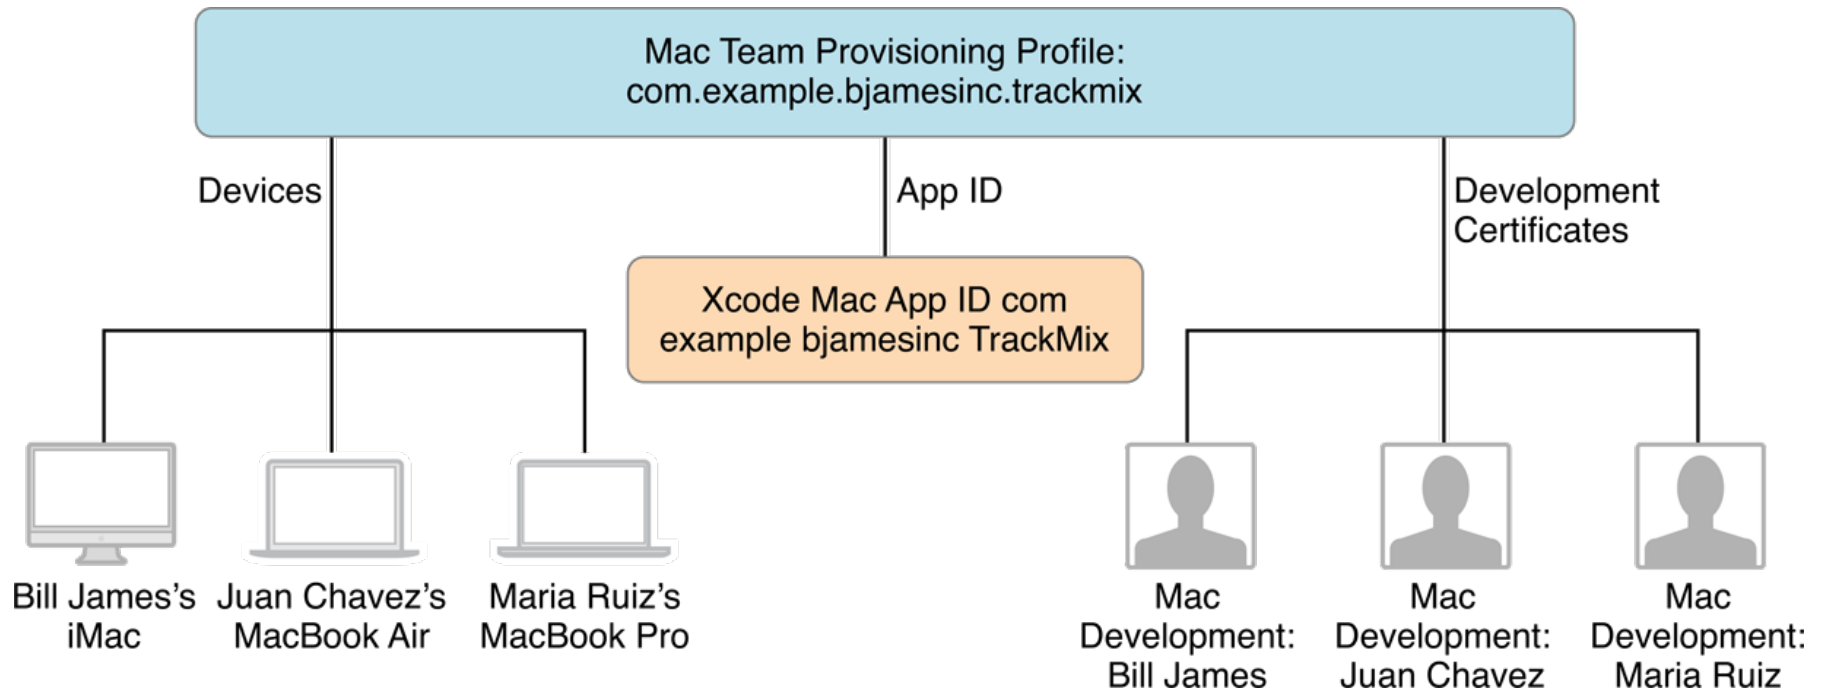 Mac Team Provisioning Profile:
com.example.bjamesinc.trackmix
Devices
App ID
Development
Certificates
Xcode Mac App ID com
example bjamesinc TrackMix
Bill James’s
iMac
Juan Chavez’s
MacBook Air
Maria Ruiz’s
MacBook Pro
Mac
Development:
Bill James
Mac
Development:
Juan Chavez
Mac
Development:
Maria Ruiz